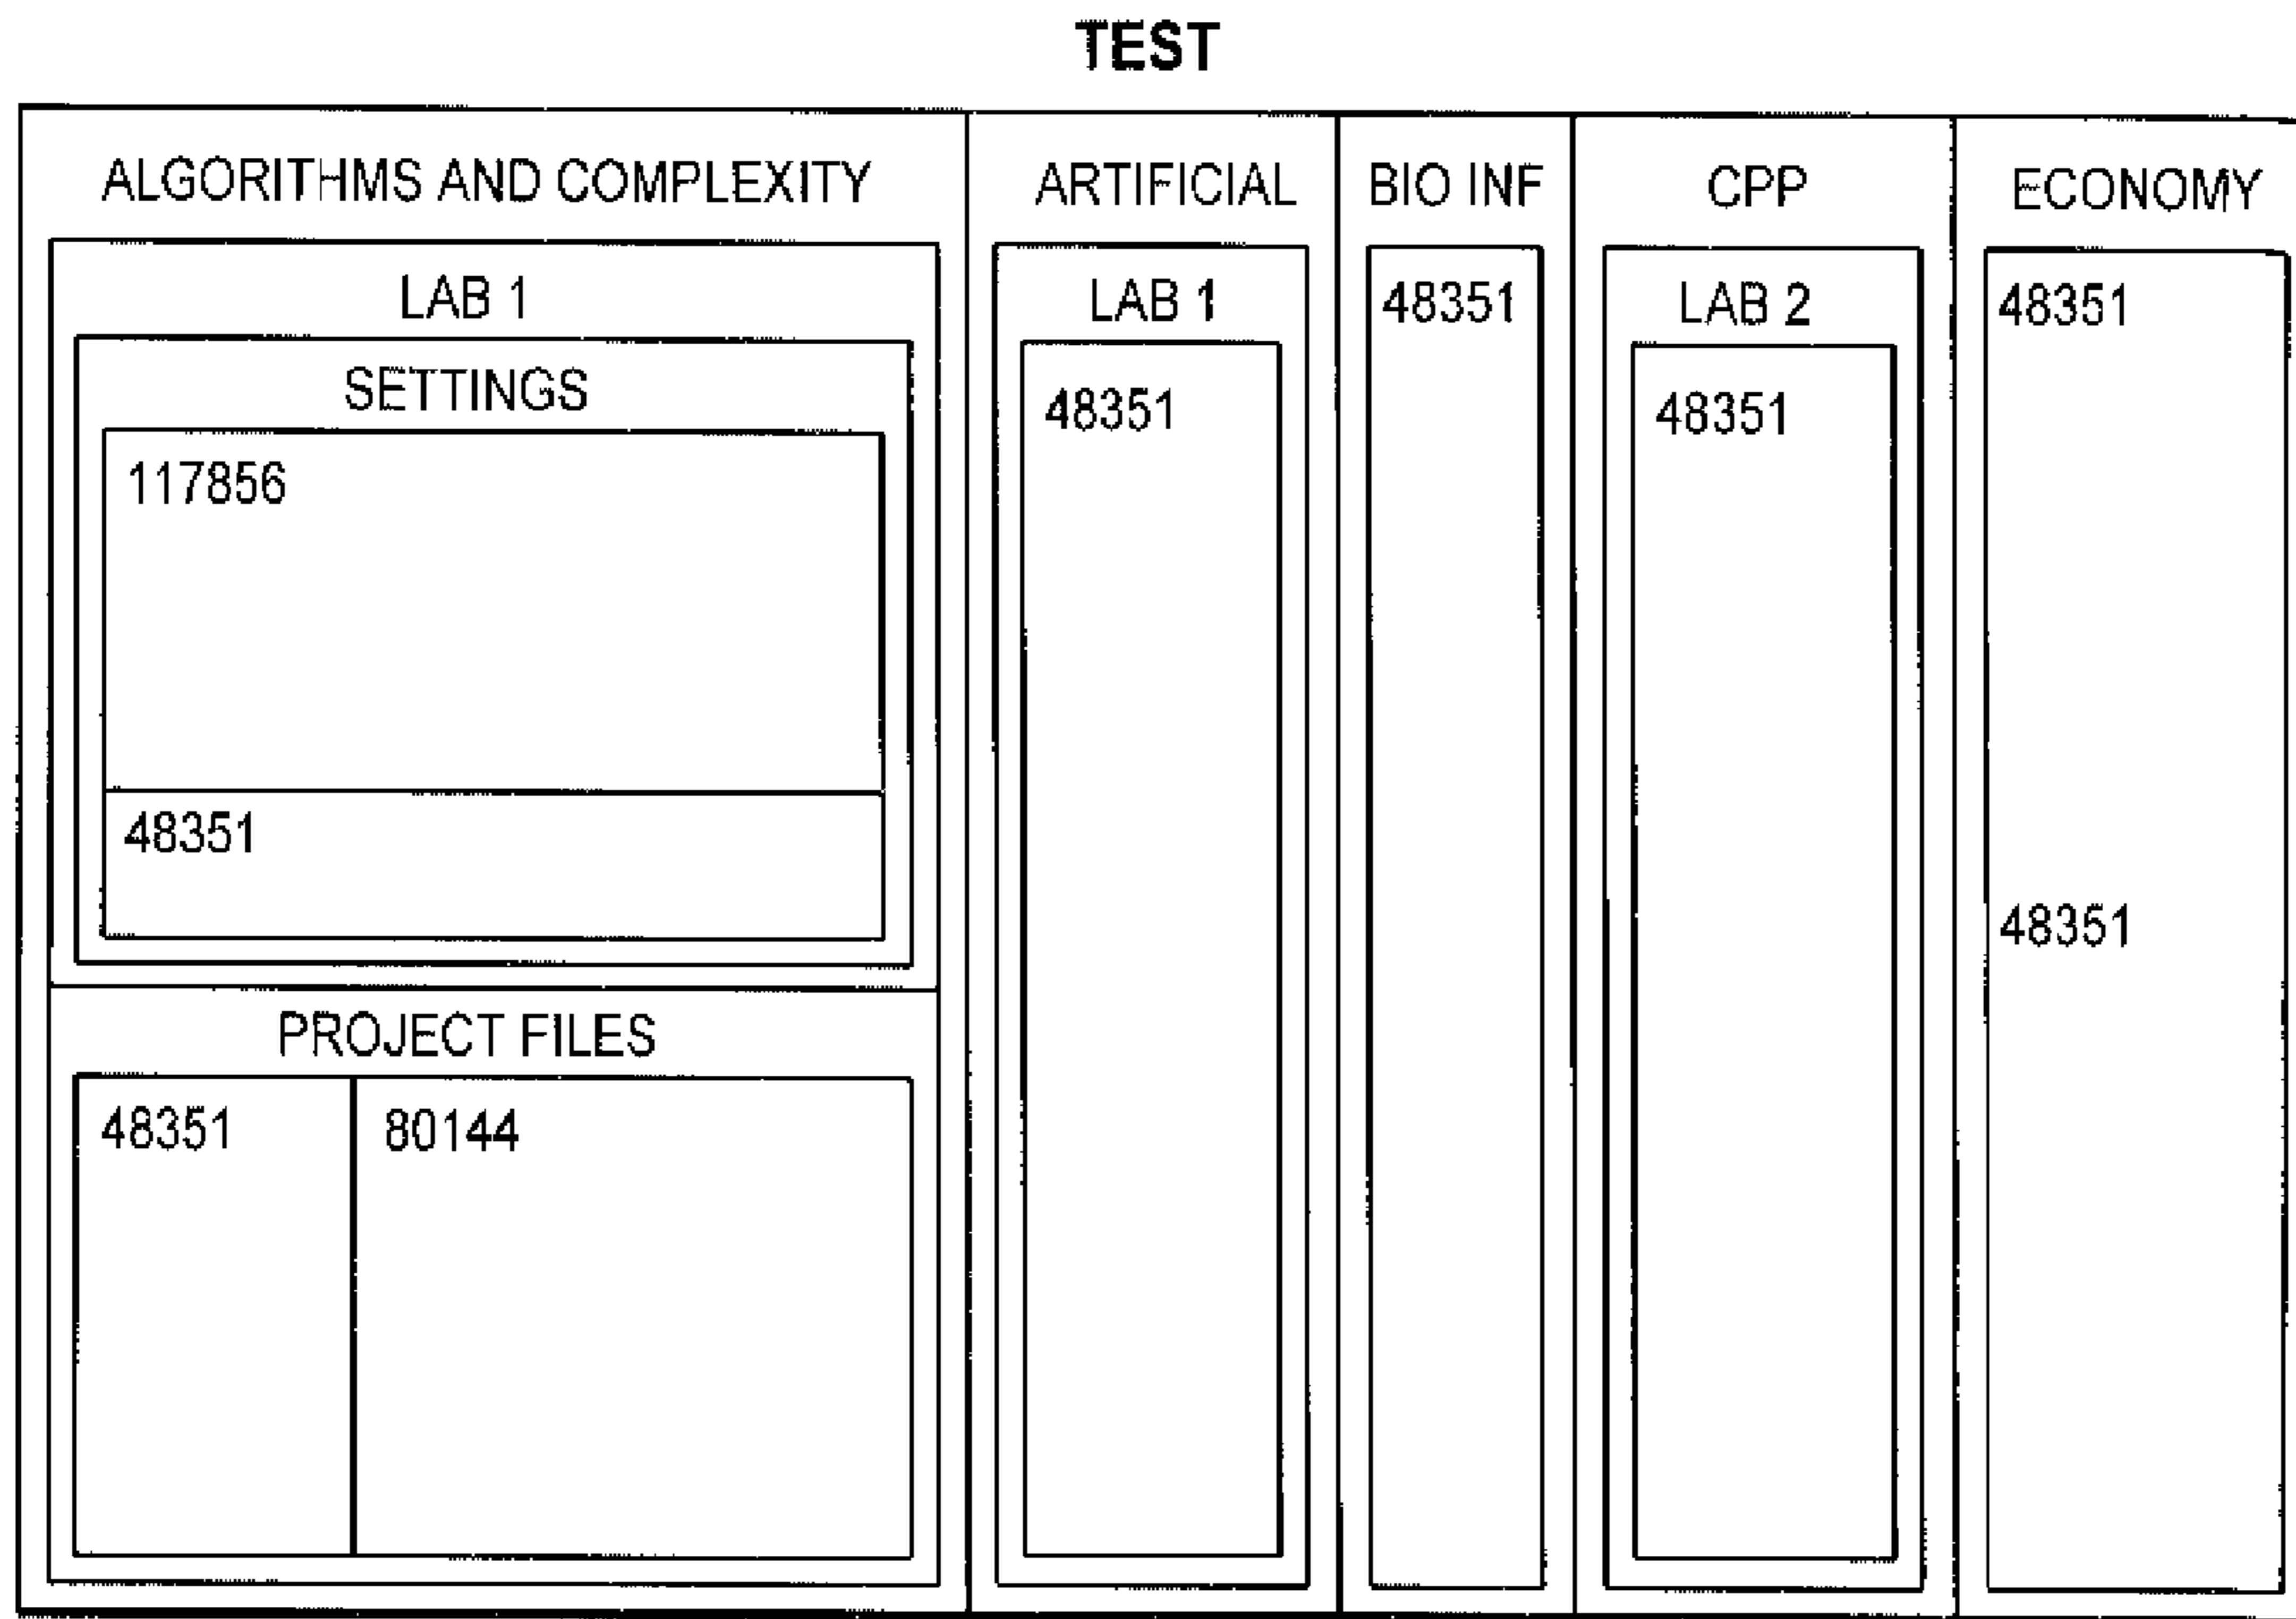 TEST
ALGORITHMS AND COMPLEXITY
LAB 1
SETTINGS
117856
48351
PROJECT FILES
48351
80144
ARTIFICIAL
LAB 1
48351
BIO INF
48351
CPP
LAB 2
48351
ECONOMY
48351
48351